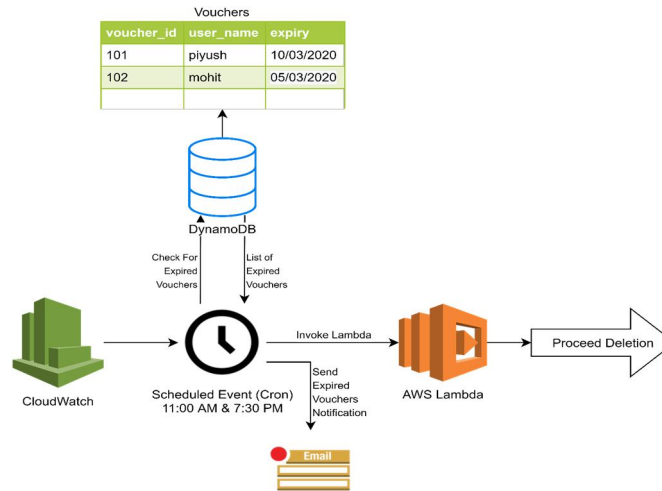 Vouchers
voucher_id user_name expiry
101 piyush 10/03/2020
102 mohit 05/03/2020
DynamoDB
Check For
Expired
Vouchers
List of
Expired
Vouchers
CloudWatch
Scheduled Event (Cron)
11:00 AM & 7:30 PM
Invoke Lambda
AWS Lambda
Proceed Deletion
Send
Expired
Vouchers
Notification
Email